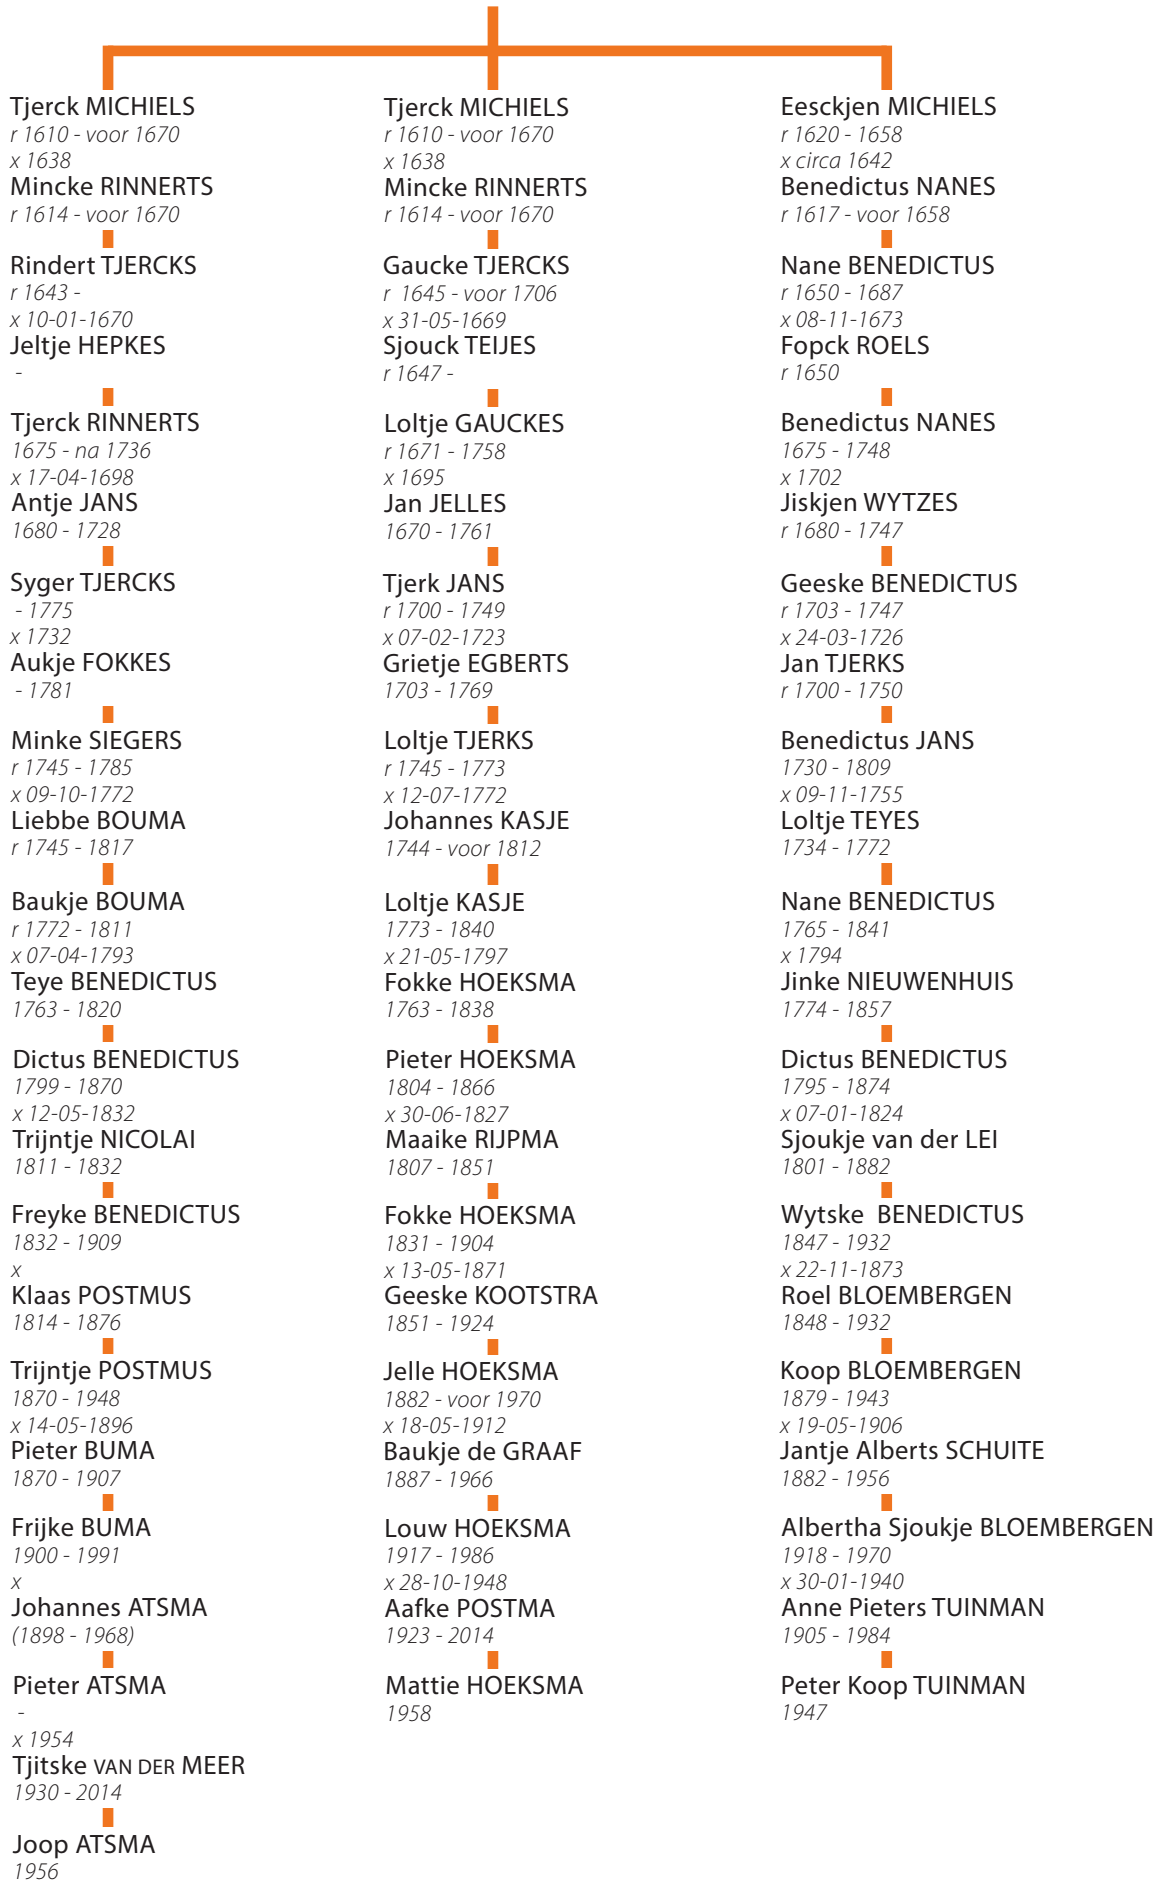 Tjerck MICHIELS
r 1610 - voor 1670
x 1638
Mincke RINNERTS
r 1614 - voor 1670
Rindert TJERCKS
r 1643 -
x 10-01-1670
Jeltje HEPKES
-
Tjerck RINNERTS
1675 - na 1736
x 17-04-1698
Antje JANS
1680 - 1728
Syger TJERCKS
- 1775
x 1732
Aukje FOKKES
- 1781
Minke SIEGERS
r 1745 - 1785
x 09-10-1772
Liebbe BOUMA
r 1745 - 1817
Baukje BOUMA
r 1772 - 1811
x 07-04-1793
Teye BENEDICTUS
1763 - 1820
Dictus BENEDICTUS
1799 - 1870
x 12-05-1832
Trijntje NICOLAI
1811 - 1832
Freyke BENEDICTUS
1832 - 1909
x
Klaas POSTMUS
1814 - 1876
Trijntje POSTMUS
1870 - 1948
x 14-05-1896
Pieter BUMA
1870 - 1907
Frijke BUMA
1900 - 1991
x
Johannes ATSMA
(1898 - 1968)
Pieter ATSMA
-
x 1954
Tjitske VAN DER MEER
1930 - 2014
Joop ATSMA
1956
Tjerck MICHIELS
r 1610 - voor 1670
x 1638
Mincke RINNERTS
r 1614 - voor 1670
Gaucke TJERCKS
r 1645 - voor 1706
x 31-05-1669
Sjouck TEIJES
r 1647 -
Loltje GAUCKES
r 1671 - 1758
x 1695
Jan JELLES
1670 - 1761
Tjerk JANS
r 1700 - 1749
x 07-02-1723
Grietje EGBERTS
1703 - 1769
Loltje TJERKS
r 1745 - 1773
x 12-07-1772
Johannes KASJE
1744 - voor 1812
Loltje KASJE
1773 - 1840
x 21-05-1797
Fokke HOEKSMA
1763 - 1838
Pieter HOEKSMA
1804 - 1866
x 30-06-1827
Maaike RIJPMA
1807 - 1851
Fokke HOEKSMA
1831 - 1904
x 13-05-1871
Geeske KOOTSTRA
1851 - 1924
Jelle HOEKSMA
1882 - voor 1970
x 18-05-1912
Baukje de GRAAF
1887 - 1966
Louw HOEKSMA
1917 - 1986
x 28-10-1948
Aafke POSTMA
1923 - 2014
Mattie HOEKSMA
1958
Eesckjen MICHIELS
r 1620 - 1658
x circa 1642
Benedictus NANES
r 1617 - voor 1658
Nane BENEDICTUS
r 1650 - 1687
x 08-11-1673
Fopck ROELS
r 1650
Benedictus NANES
1675 - 1748
x 1702
Jiskjen WYTZES
r 1680 - 1747
Geeske BENEDICTUS
r 1703 - 1747
x 24-03-1726
Jan TJERKS
r 1700 - 1750
Benedictus JANS
1730 - 1809
x 09-11-1755
Loltje TEYES
1734 - 1772
Nane BENEDICTUS
1765 - 1841
x 1794
Jinke NIEUWENHUIS
1774 - 1857
Dictus BENEDICTUS
1795 - 1874
x 07-01-1824
Sjoukje van der LEI
1801 - 1882
Wytske BENEDICTUS
1847 - 1932
x 22-11-1873
Roel BLOEMBERGEN
1848 - 1932
Koop BLOEMBERGEN
1879 - 1943
x 19-05-1906
Jantje Alberts SCHUITE
1882 - 1956
Albertha Sjoukje BLOEMBERGEN
1918 - 1970
x 30-01-1940
Anne Pieters TUINMAN
1905 - 1984
Peter Koop TUINMAN
1947